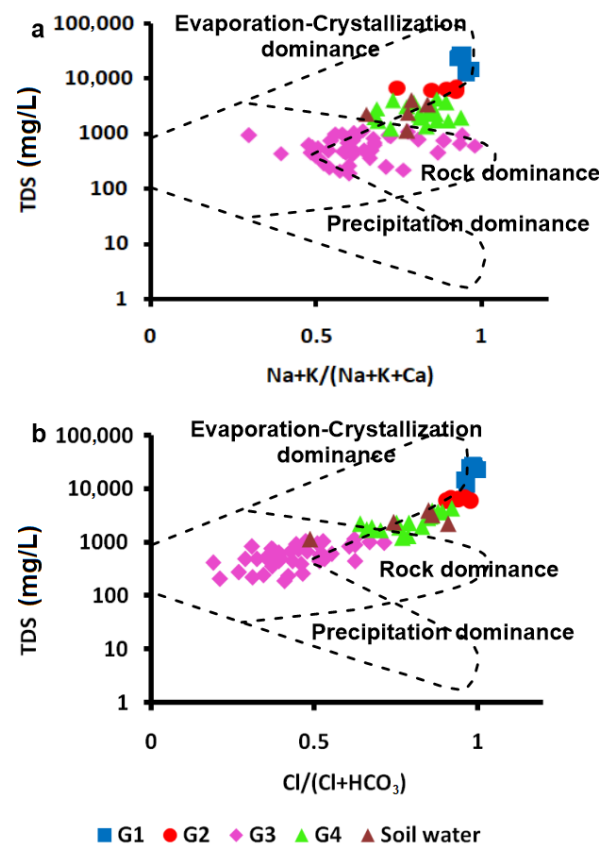 a
100,000
10,000
1000
100
10
1
TDS (mg/L)
Evaporation-Crystallization
dominance
Rock dominance
Precipitation dominance
0
0.5
1
Na+K/(Na+K+Ca)
b
100,000
10,000
1000
100
10
1
TDS (mg/L)
Evaporation-Crystallization
dominance
Rock dominance
Precipitation dominance
0
0.5
1
Cl/(Cl+HCO₃)
G1 G2 G3 G4 Soil water